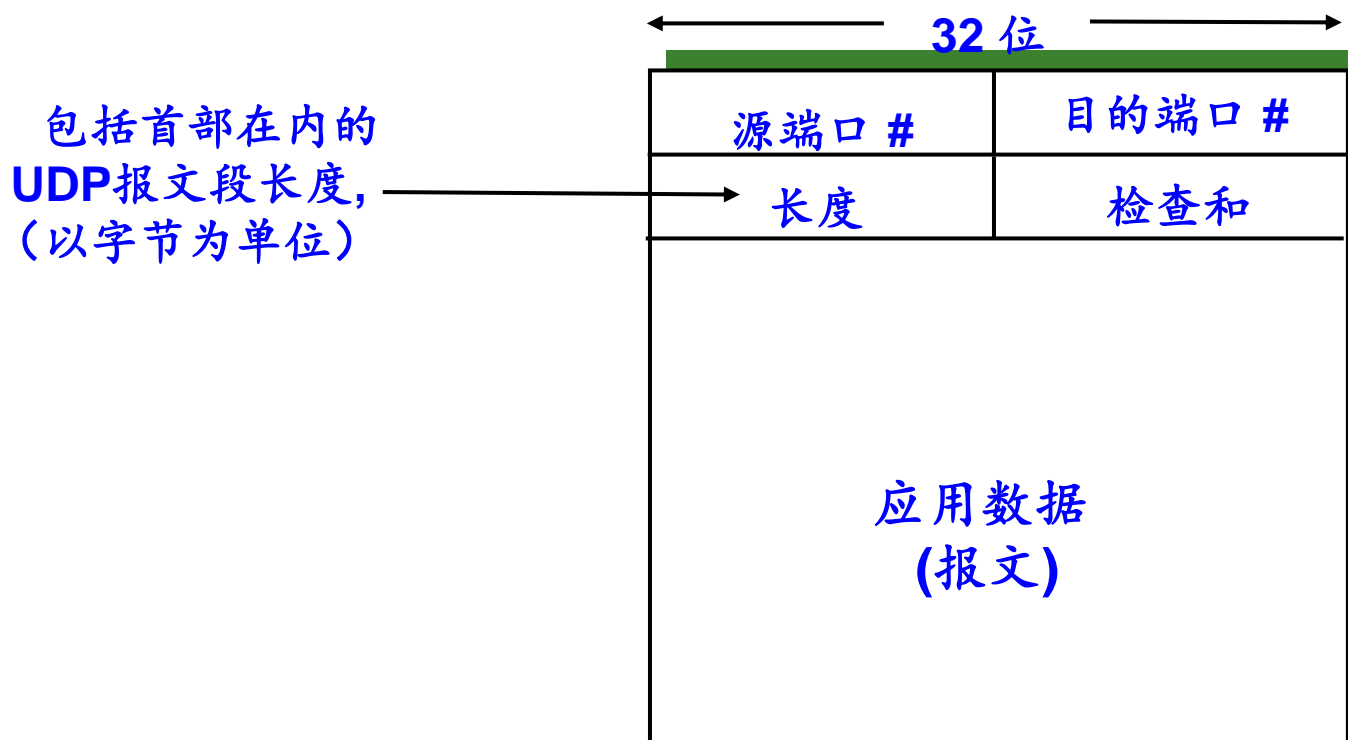 32 位
包括首部在内的
UDP报文段长度,
（以字节为单位）
源端口 #
目的端口 #
长度
检查和
应用数据
(报文)